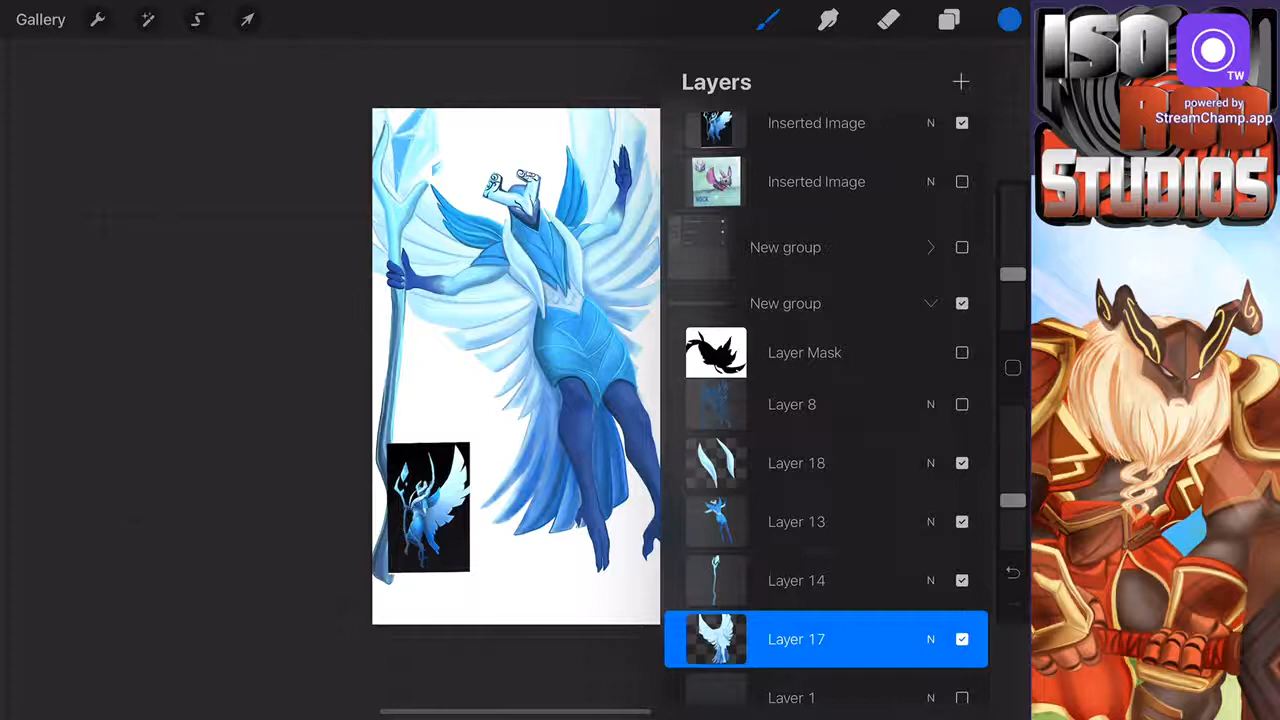 Gallery
Layers
Inserted Image N
Inserted Image N
New group
New group
Layer Mask
Layer 8 N
Layer 18 N
Layer 13 N
Layer 14 N
Layer 17 N
Layer 1 N
ISO
ROD
STUDIOS
TW
powered by
StreamChamp.app